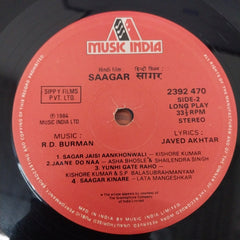 MUSIC INDIA
हिन्दी फिल्म
SAAGAR सागर
SIPPY FILMS
PVT. LTD.
2392 470
SIDE-2
LONG PLAY
33⅓ RPM
STEREO
℗ 1984
MUSIC INDIA LTD
MUSIC :
R.D. BURMAN
LYRICS :
JAVED AKHTAR
1 - SAGAR JAISI AANKHONWALI - KISHORE KUMAR
2-JAANE DO NAA - ASHA BHOSLE & SHAILENDRA SINGH
3 - YUNHI GATE RAHO -
KISHORE KUMAR & S P. BALASUBRAHMANYAM
4 - SAAGAR KINARE - LATA MANGESHKAR
MADE IN INDIA BY MUSIC INDIA LIMITED